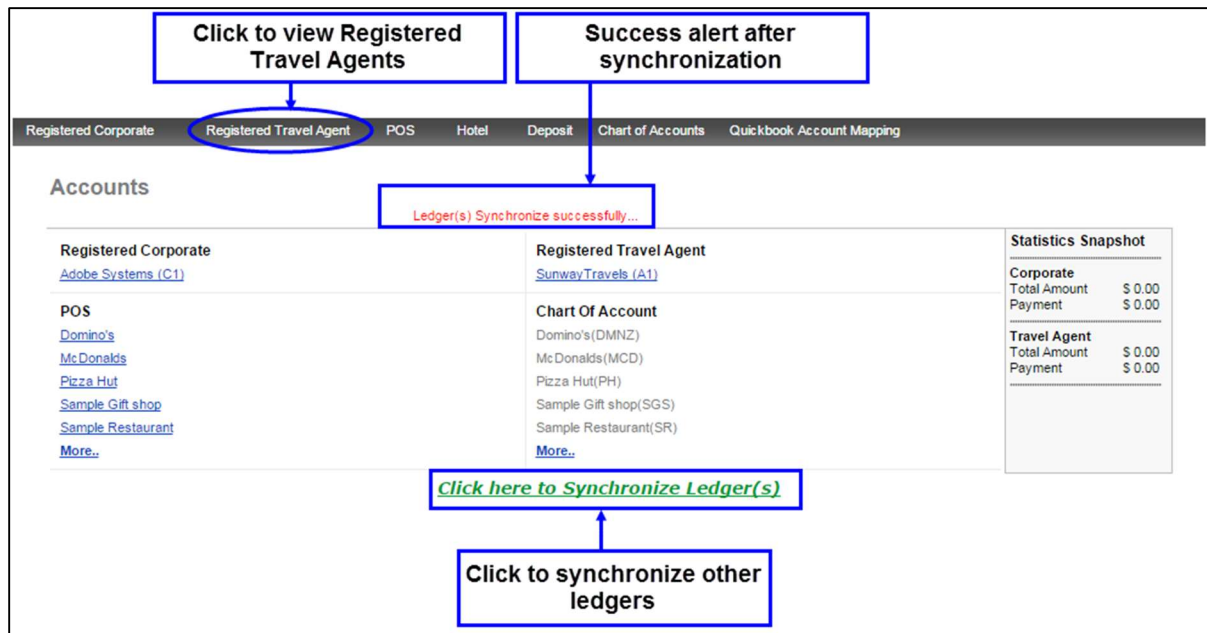 Click to view Registered
Travel Agents
Success alert after
synchronization
Registered Corporate Registered Travel Agent POS Hotel Deposit Chart of Accounts Quickbook Account Mapping
Accounts
Ledger(s) Synchronize successfully...
Registered Corporate
Adobe Systems (C1)
Registered Travel Agent
SunwayTravels (A1)
POS
Domino's
McDonalds
Pizza Hut
Sample Gift shop
Sample Restaurant
More..
Chart Of Account
Domino's(DMNZ)
McDonalds(MCD)
Pizza Hut(PH)
Sample Gift shop(SGS)
Sample Restaurant(SR)
More..
Statistics Snapshot
Corporate
Total Amount $ 0.00
Payment $ 0.00
Travel Agent
Total Amount $ 0.00
Payment $ 0.00
Click here to Synchronize Ledger(s)
Click to synchronize other
ledgers